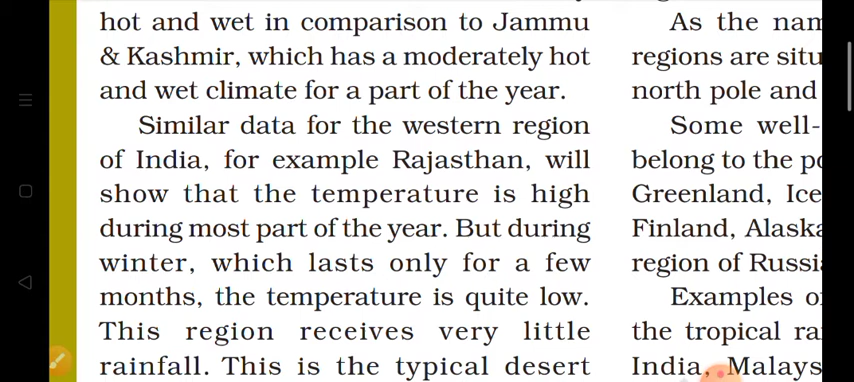 hot and wet in comparison to Jammu
& Kashmir, which has a moderately hot
and wet climate for a part of the year.
Similar data for the western region
of India, for example Rajasthan, will
show that the temperature is high
during most part of the year. But during
winter, which lasts only for a few
months, the temperature is quite low.
This region receives very little
rainfall. This is the typical desert
As the
regions are
north pole and
Some well-
belong to the
Greenland,
Finland,
region of
Examples
the tropical
India,